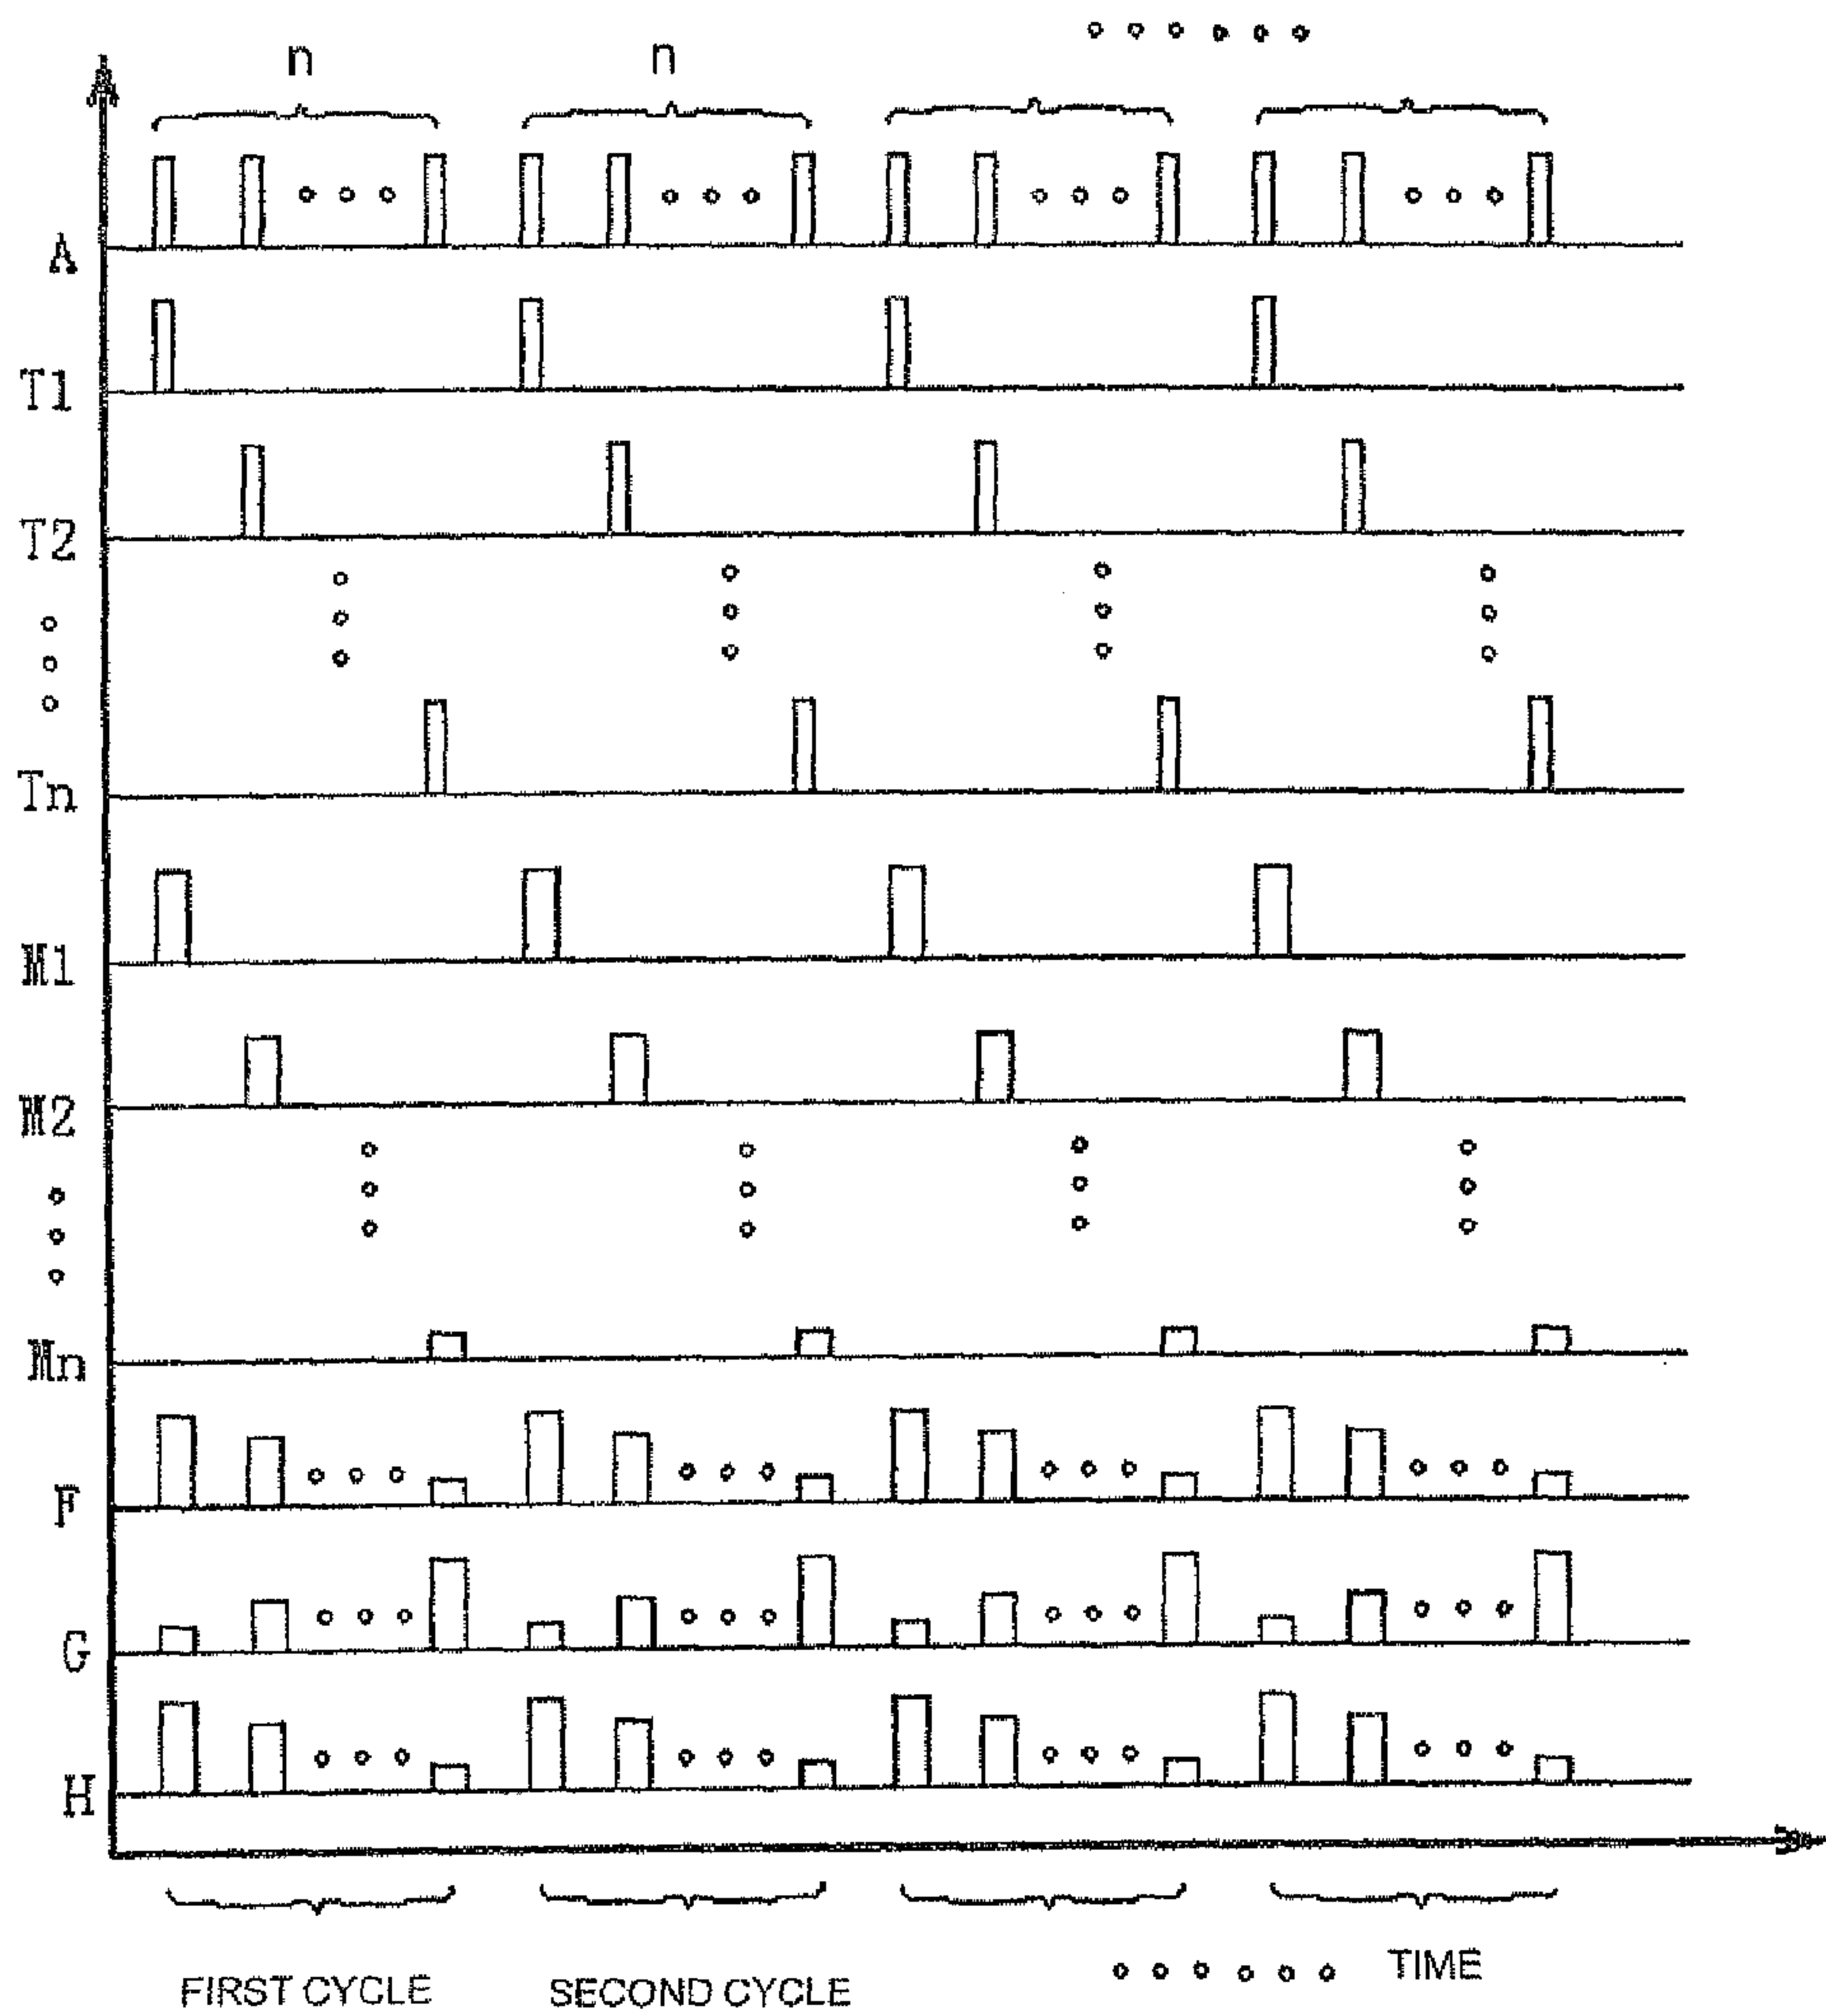 n n
A
T1
T2
Tn
M1
M2
Mn
F
G
H
TIME
FIRST CYCLE SECOND CYCLE